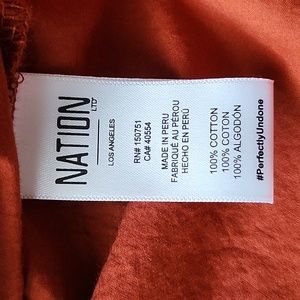 NATION
LTD
LOS ANGELES
RN# 150751
CA# 40554
MADE IN PERU
FABRIQUÉ AU PÉROU
HECHO EN PERÚ
100% COTTON
100% COTON
100% ALGODON
#PerfectlyUndone